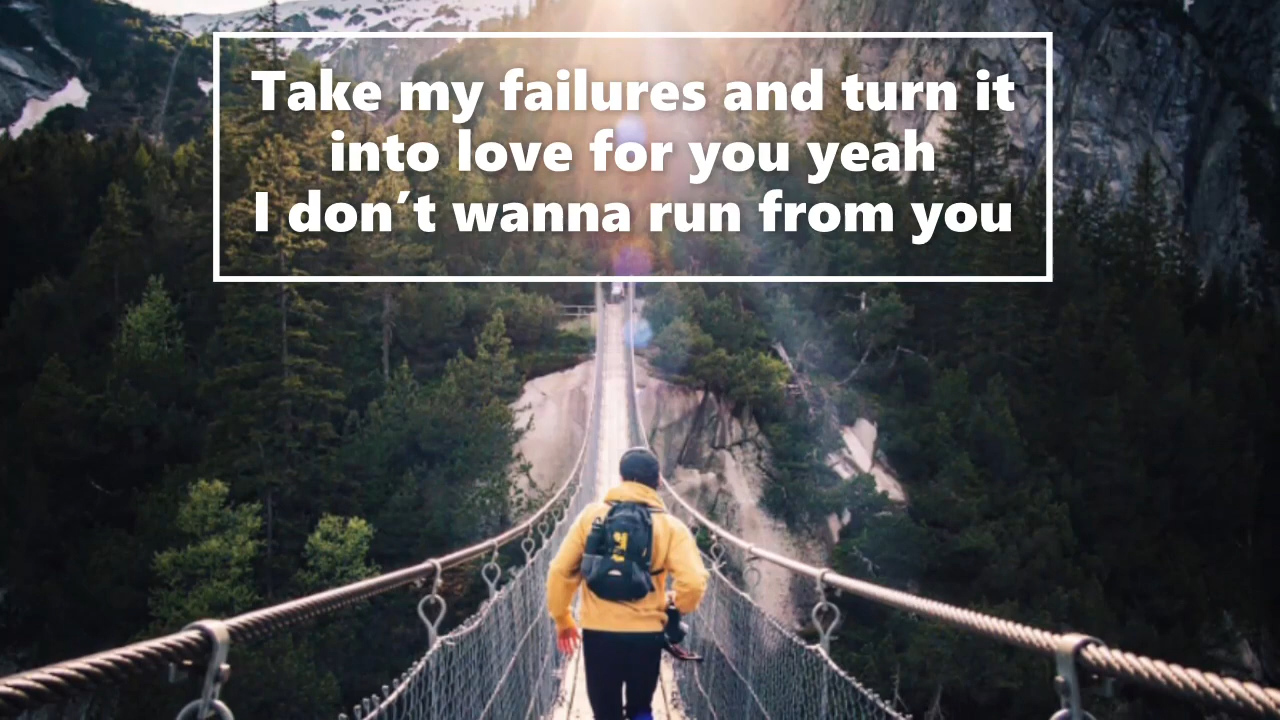 Take my failures and turn it
into love for you yeah
I don't wanna run from you